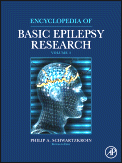 ENCYCLOPEDIA OF
BASIC EPILEPSY
RESEARCH
PHILIP A. SCHWARTZKROIN